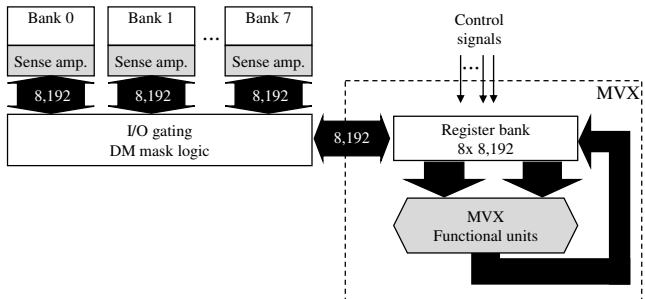 Bank 0
Bank 1
...
Bank 7
Sense amp.
Sense amp.
Sense amp.
8,192
8,192
8,192
I/O gating
DM mask logic
8,192
Control
signals
...
MVX
Register bank
8x 8,192
MVX
Functional units